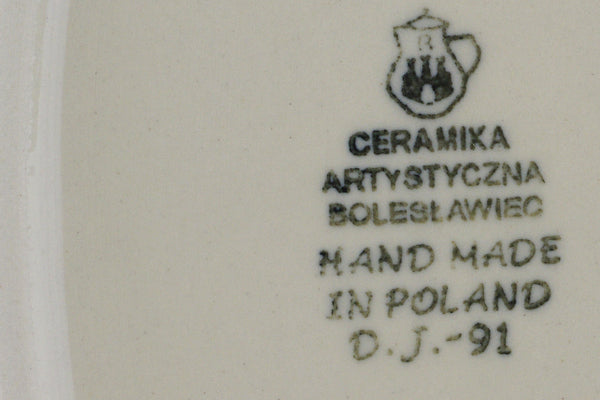 R
CERAMIKA
ARTYSTYCZNA
BOLESŁAWIEC
HAND MADE
IN POLAND
D.J.-91